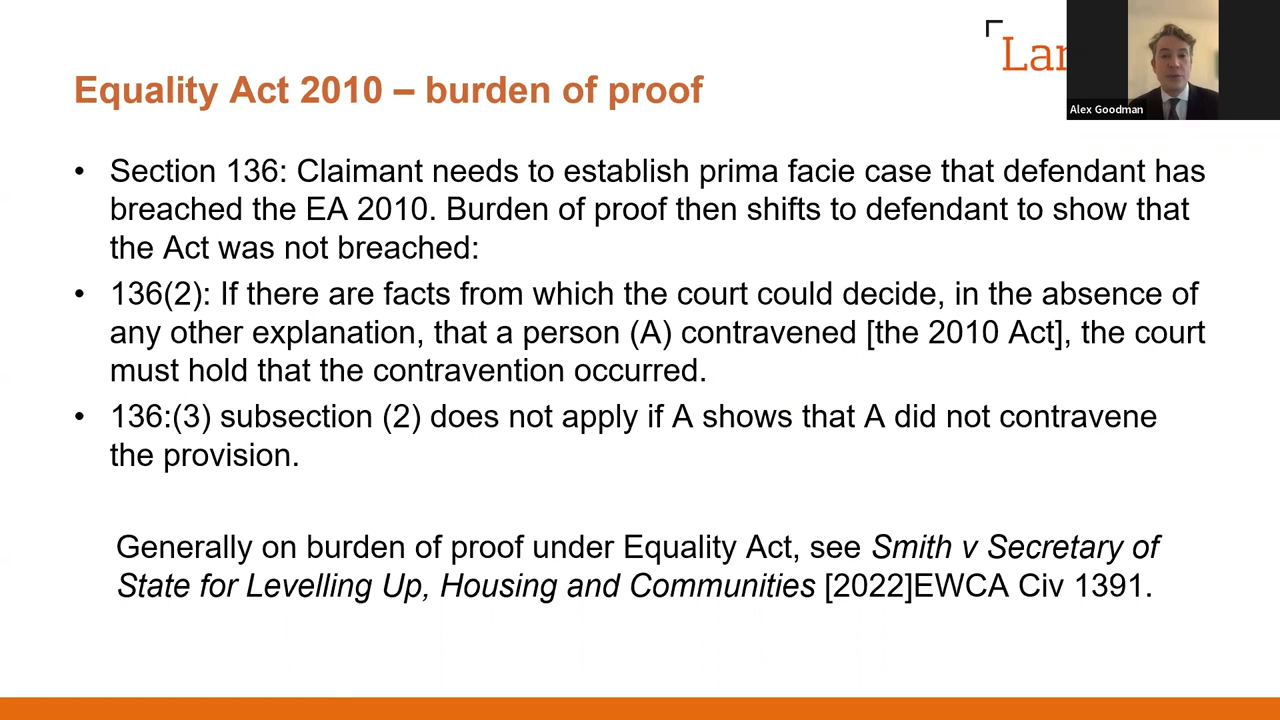 Lan
Alex Goodman
Equality Act 2010 – burden of proof
• Section 136: Claimant needs to establish prima facie case that defendant has
breached the EA 2010. Burden of proof then shifts to defendant to show that
the Act was not breached:
• 136(2): If there are facts from which the court could decide, in the absence of
any other explanation, that a person (A) contravened [the 2010 Act], the court
must hold that the contravention occurred.
• 136:(3) subsection (2) does not apply if A shows that A did not contravene
the provision.
Generally on burden of proof under Equality Act, see Smith v Secretary of
State for Levelling Up, Housing and Communities [2022]EWCA Civ 1391.